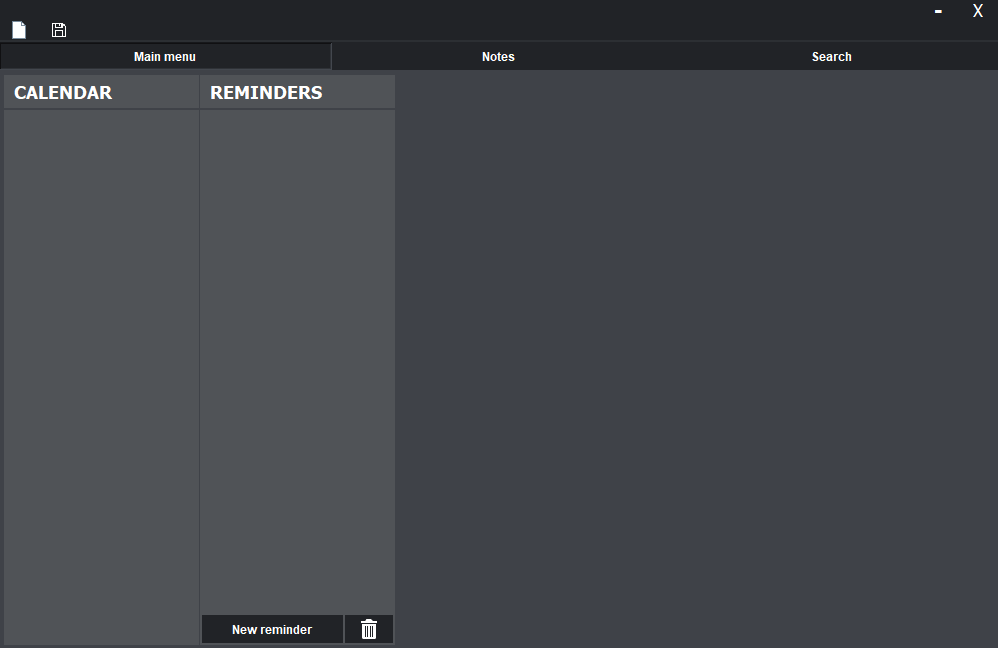 - X
Main menu Notes Search
CALENDAR REMINDERS
New reminder